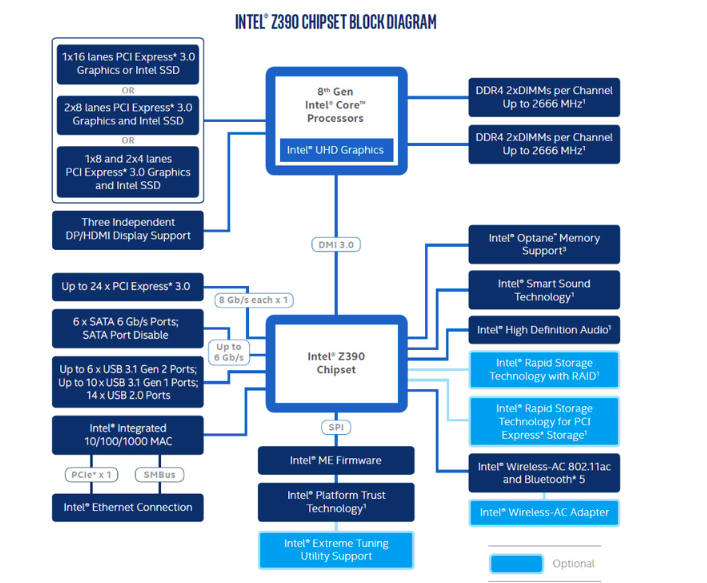 INTEL® Z390 CHIPSET BLOCK DIAGRAM
1x16 lanes PCI Express* 3.0
Graphics or Intel SSD
OR
2x8 lanes PCI Express* 3.0
Graphics and Intel SSD
OR
1x8 and 2x4 lanes
PCI Express* 3.0 Graphics
and Intel SSD
Three Independent
DP/HDMI Display Support
8th Gen
Intel® Core™
Processors
Intel® UHD Graphics
DDR4 2xDIMMs per Channel
Up to 2666 MHz¹
DDR4 2xDIMMs per Channel
Up to 2666 MHz¹
DMI 3.0
Up to 24 x PCI Express* 3.0
8 Gb/s each x 1
6 x SATA 6 Gb/s Ports;
SATA Port Disable
Up to
6 Gb/s
Up to 6 x USB 3.1 Gen 2 Ports;
Up to 10 x USB 3.1 Gen 1 Ports;
14 x USB 2.0 Ports
Intel® Integrated
10/100/1000 MAC
PCIe* x 1
SMBus
Intel® Ethernet Connection
Intel® Z390
Chipset
SPI
Intel® ME Firmware
Intel® Platform Trust
Technology¹
Intel® Extreme Tuning
Utility Support
Intel® Optane™ Memory
Support³
Intel® Smart Sound
Technology¹
Intel® High Definition Audio¹
Intel® Rapid Storage
Technology with RAID¹
Intel® Rapid Storage
Technology for PCI
Express* Storage¹
Intel® Wireless-AC 802.11ac
and Bluetooth* 5
Intel® Wireless-AC Adapter
Optional